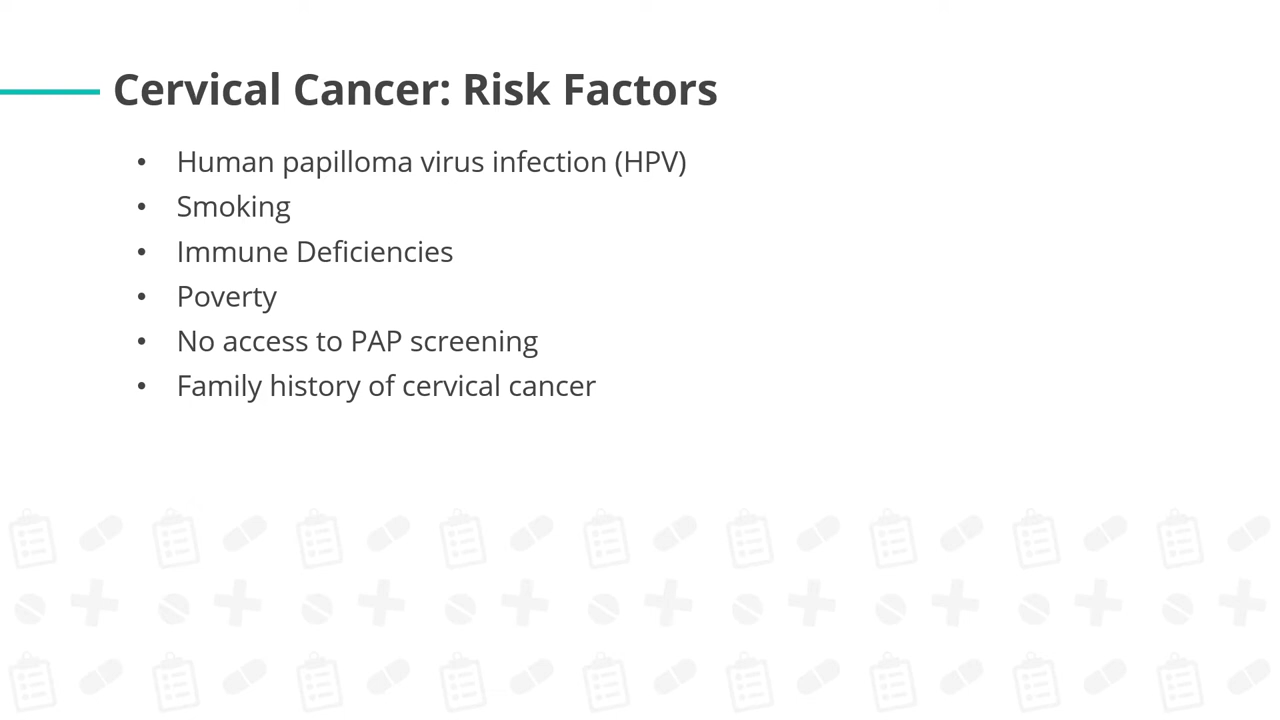 Cervical Cancer: Risk Factors
• Human papilloma virus infection (HPV)
• Smoking
• Immune Deficiencies
• Poverty
• No access to PAP screening
• Family history of cervical cancer